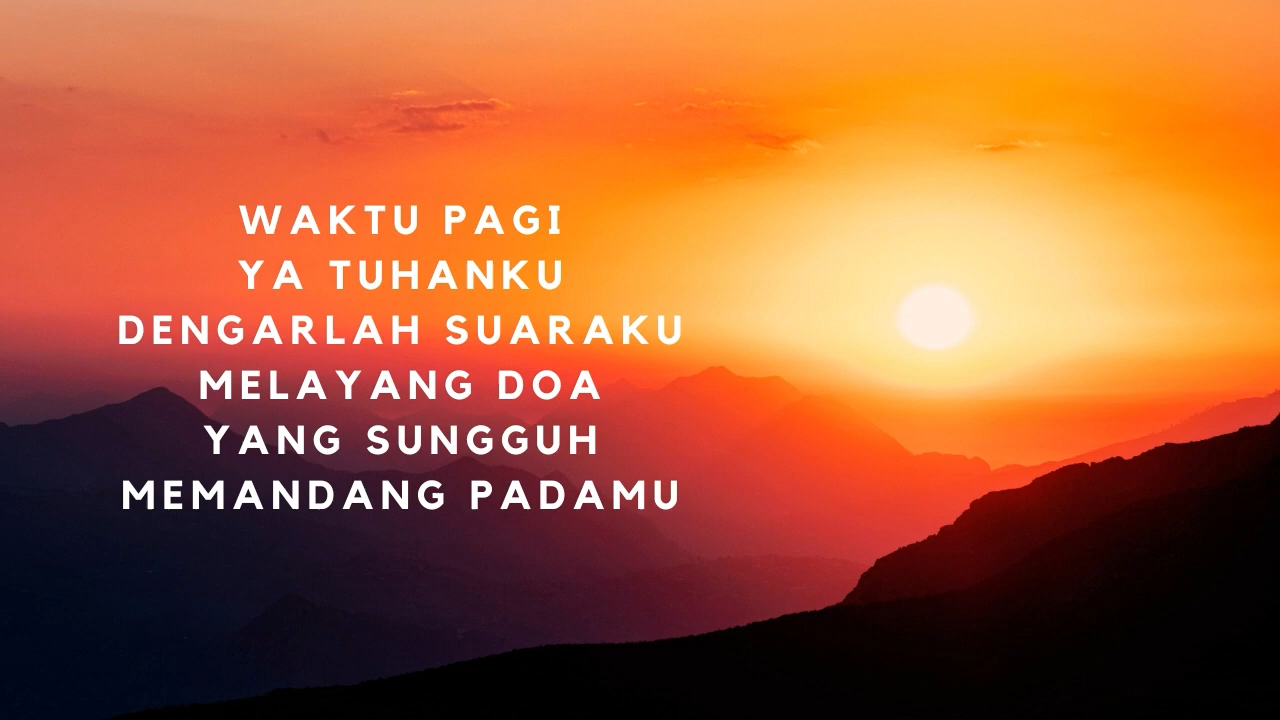 WAKTU PAGI
YA TUHANKU
DENGARLAH SUARAKU
MELAYANG DOA
YANG SUNGGUH
MEMANDANG PADAMU